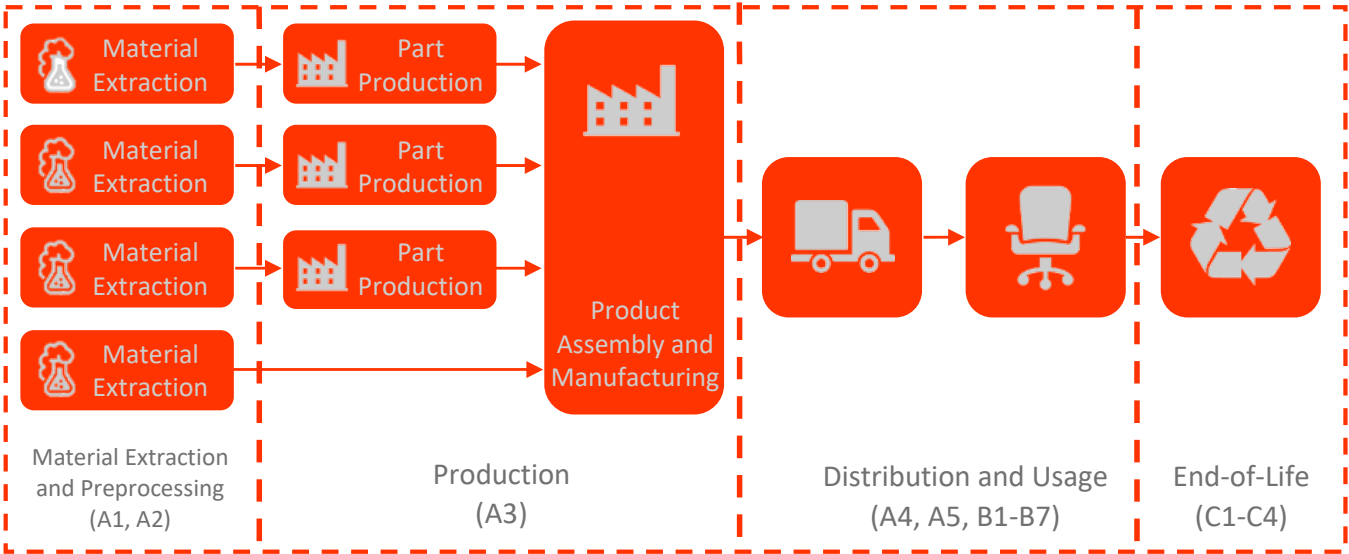 Material
Extraction
Part
Production
Material
Extraction
Part
Production
Material
Extraction
Part
Production
Material
Extraction
Product
Assembly and
Manufacturing
Material Extraction
and Preprocessing
(A1, A2)
Production
(A3)
Distribution and Usage
(A4, A5, B1-B7)
End-of-Life
(C1-C4)